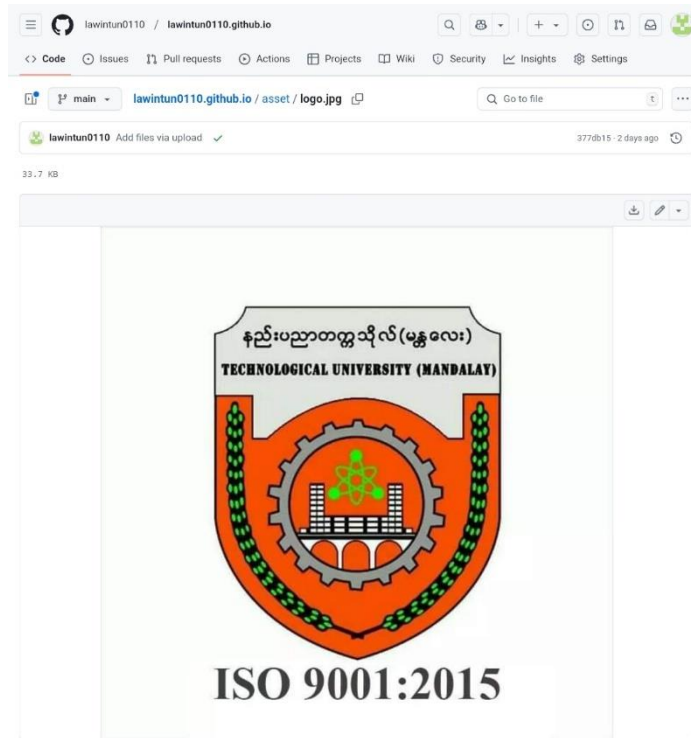 lawintun0110 / lawintun0110.github.io
Code Issues Pull requests Actions Projects Wiki Security Insights Settings
main lawintun0110.github.io / asset / logo.jpg Go to file t
lawintun0110 Add files via upload 377db15 · 2 days ago
33.7 KB
နည်းပညာတက္ကသိုလ်(မန္တလေး)
TECHNOLOGICAL UNIVERSITY (MANDALAY)
ISO 9001:2015